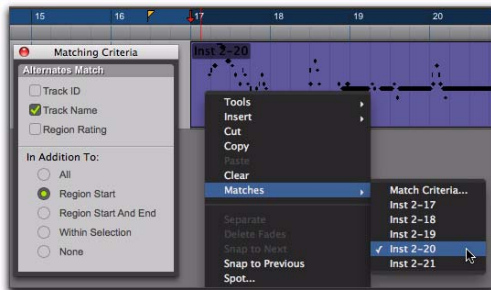 15 16 17 18 19 20
Matching Criteria
Alternates Match
Track ID
Track Name
Region Rating
In Addition To:
All
Region Start
Region Start And End
Within Selection
None
Inst 2-20
Tools
Insert
Cut
Copy
Paste
Clear
Matches
Separate
Delete Fades
Snap to Next
Snap to Previous
Spot...
Match Criteria...
Inst 2-17
Inst 2-18
Inst 2-19
✓ Inst 2-20
Inst 2-21